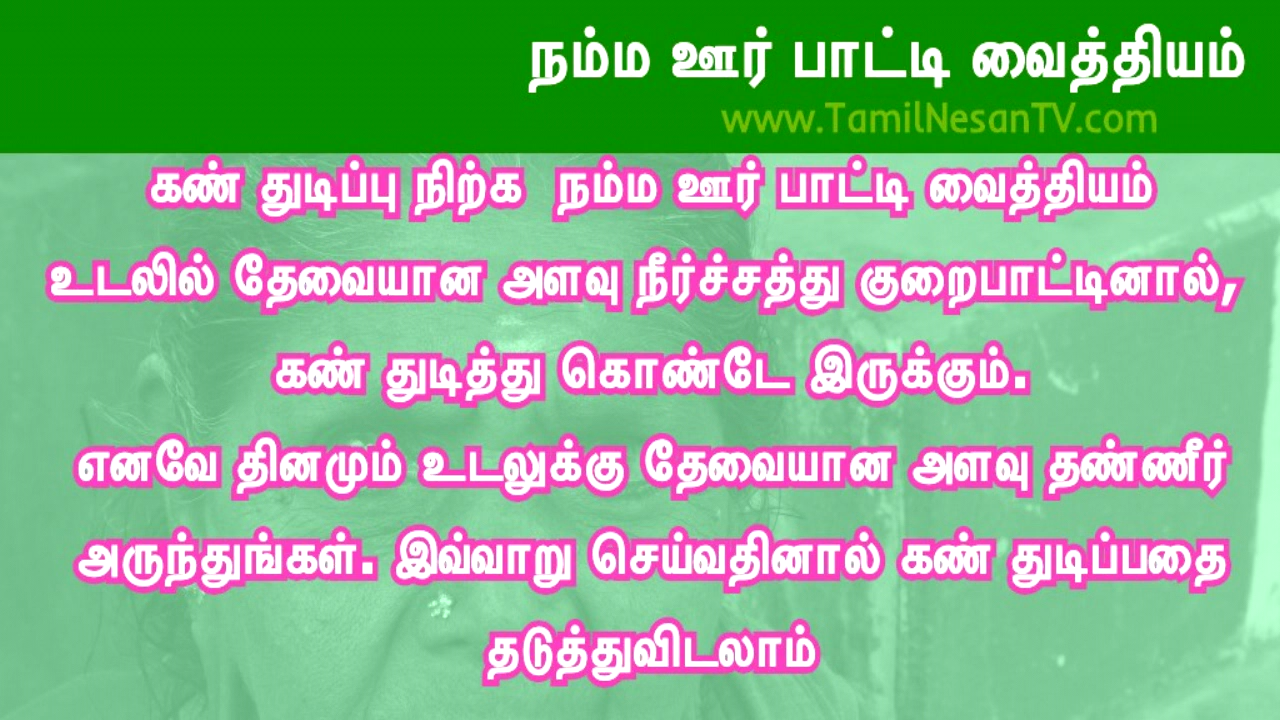 நம்ம ஊர் பாட்டி வைத்தியம்
www.TamilNesanTV.com
கண் துடிப்பு நிற்க நம்ம ஊர் பாட்டி வைத்தியம்
உடலில் தேவையான அளவு நீர்ச்சத்து குறைபாட்டினால்,
கண் துடித்து கொண்டே இருக்கும்.
எனவே தினமும் உடலுக்கு தேவையான அளவு தண்ணீர்
அருந்துங்கள். இவ்வாறு செய்வதினால் கண் துடிப்பதை
தடுத்துவிடலாம்